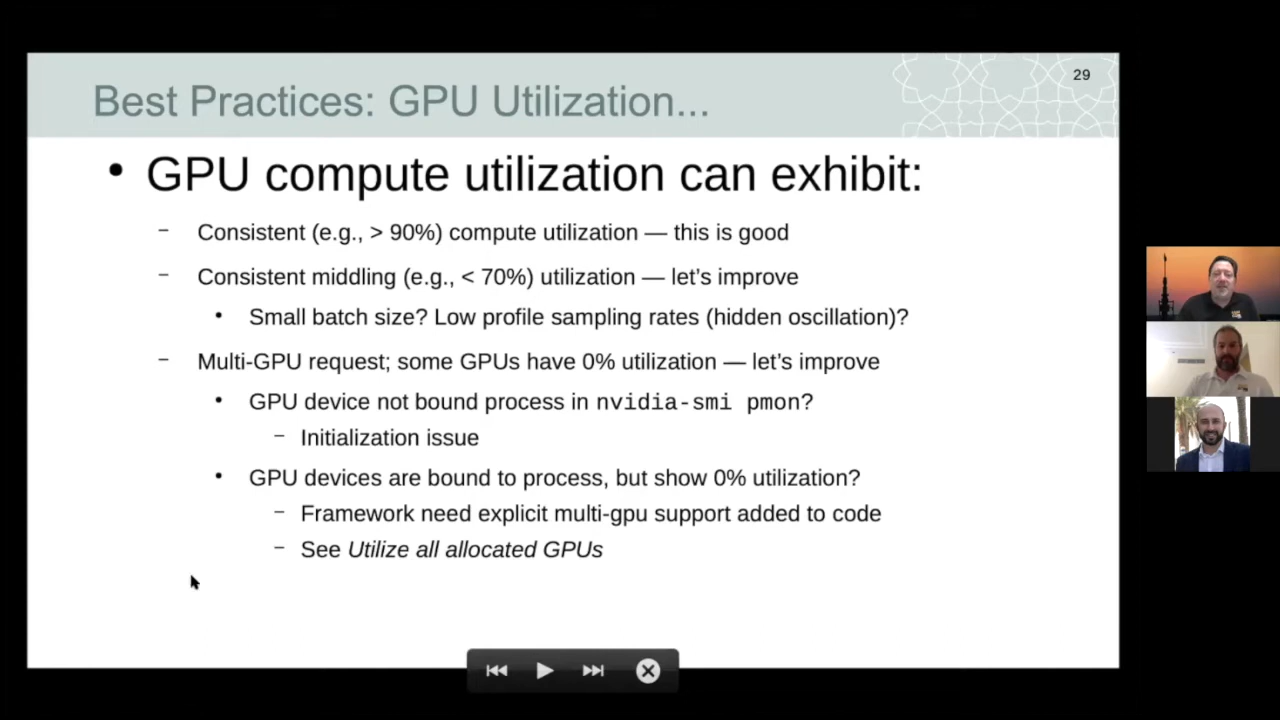 29
Best Practices: GPU Utilization...
• GPU compute utilization can exhibit:
– Consistent (e.g., > 90%) compute utilization — this is good
– Consistent middling (e.g., < 70%) utilization — let’s improve
• Small batch size? Low profile sampling rates (hidden oscillation)?
– Multi-GPU request; some GPUs have 0% utilization — let’s improve
• GPU device not bound process in nvidia-smi pmon?
– Initialization issue
• GPU devices are bound to process, but show 0% utilization?
– Framework need explicit multi-gpu support added to code
– See Utilize all allocated GPUs